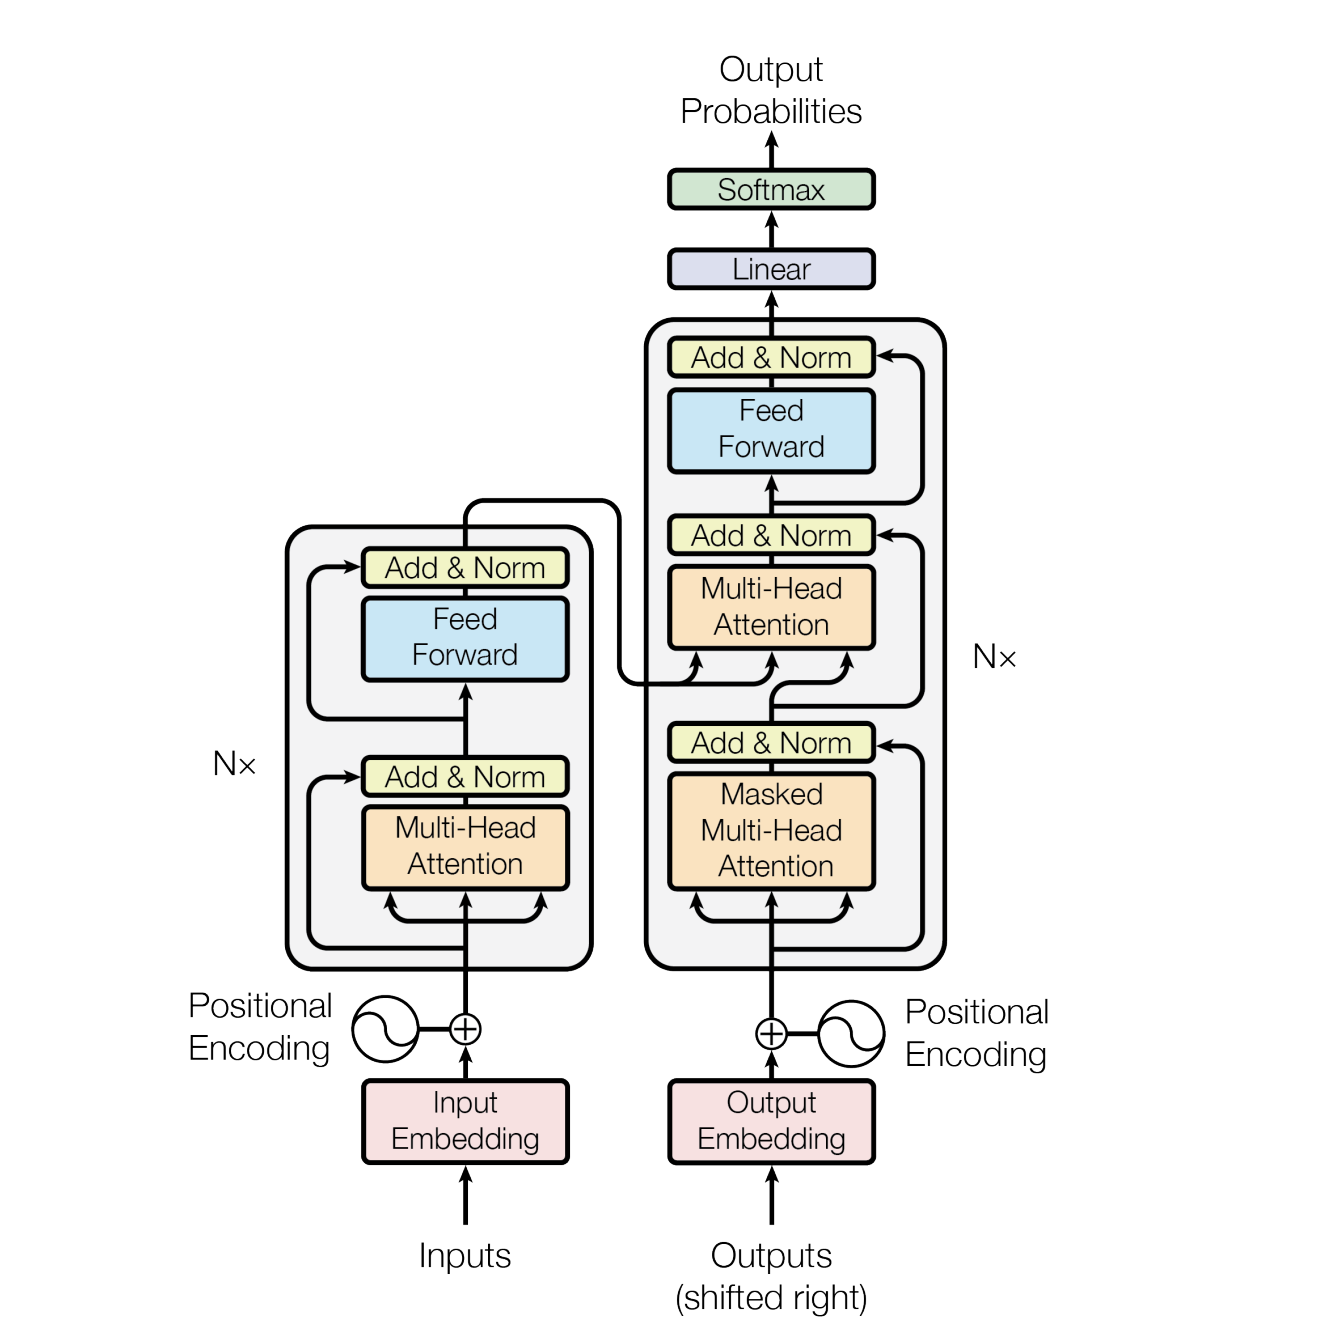 Output
Probabilities
Softmax
Linear
Add & Norm
Feed
Forward
Add & Norm
Multi-Head
Attention
Nx
Add & Norm
Masked
Multi-Head
Attention
Add & Norm
Feed
Forward
Nx
Add & Norm
Multi-Head
Attention
Positional
Encoding
Positional
Encoding
Input
Embedding
Output
Embedding
Inputs
Outputs
(shifted right)